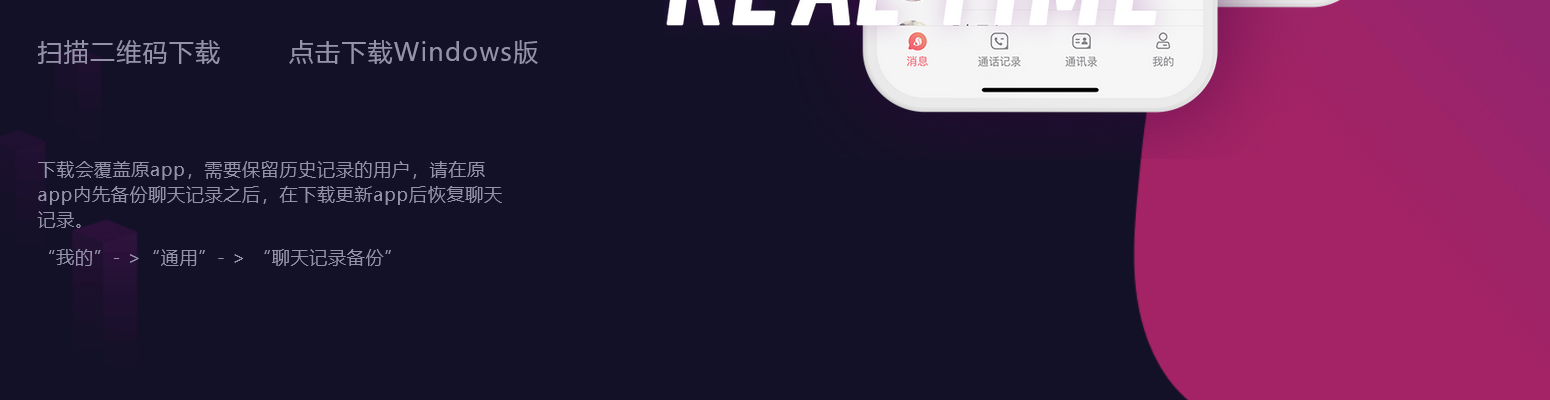 REAL TIME
扫描二维码下载 点击下载Windows版
消息 通话记录 通讯录 我的
下载会覆盖原app，需要保留历史记录的用户，请在原
app内先备份聊天记录之后，在下载更新app后恢复聊天
记录。
“我的”- >“通用”- > “聊天记录备份”